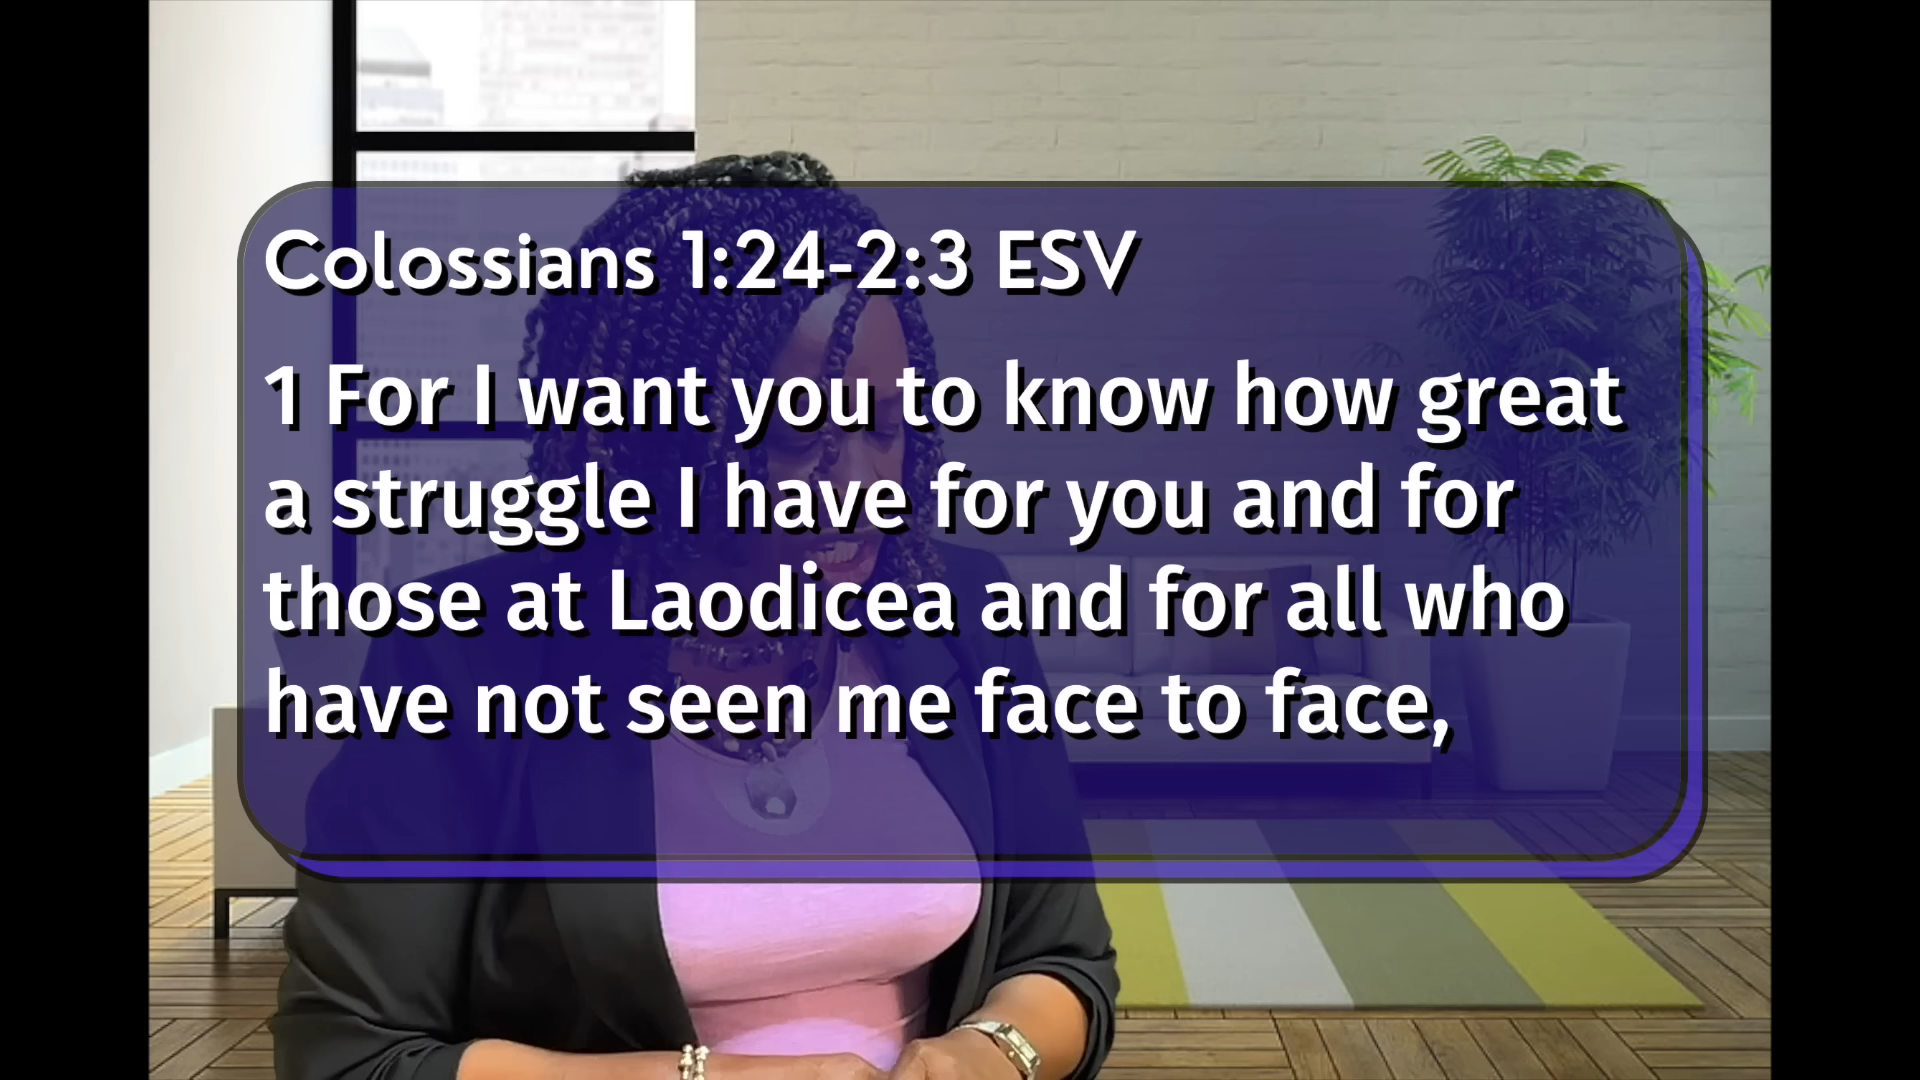 Colossians 1:24-2:3 ESV
1 For I want you to know how great
a struggle I have for you and for
those at Laodicea and for all who
have not seen me face to face,